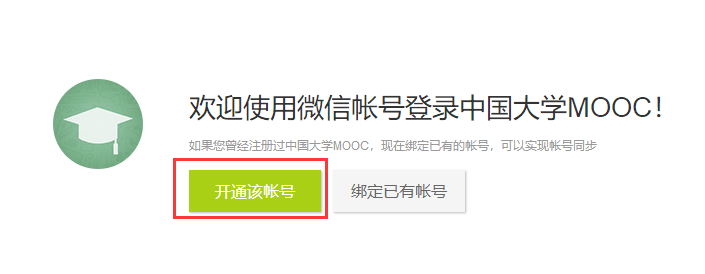 欢迎使用微信帐号登录中国大学MOOC！
如果您曾经注册过中国大学MOOC，现在绑定已有的帐号，可以实现帐号同步
开通该帐号 绑定已有帐号